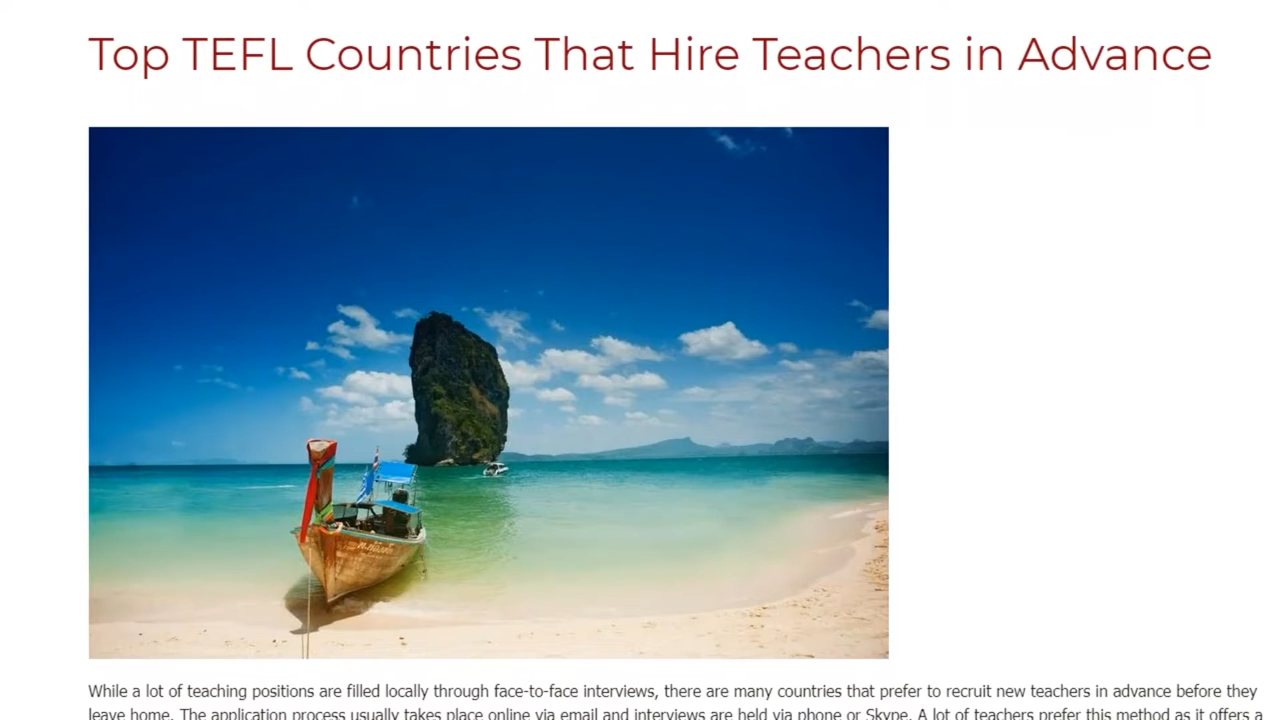 Top TEFL Countries That Hire Teachers in Advance
While a lot of teaching positions are filled locally through face-to-face interviews, there are many countries that prefer to recruit new teachers in advance before they
leave home. The application process usually takes place online via email and interviews are held via phone or Skype. A lot of teachers prefer this method as it offers a